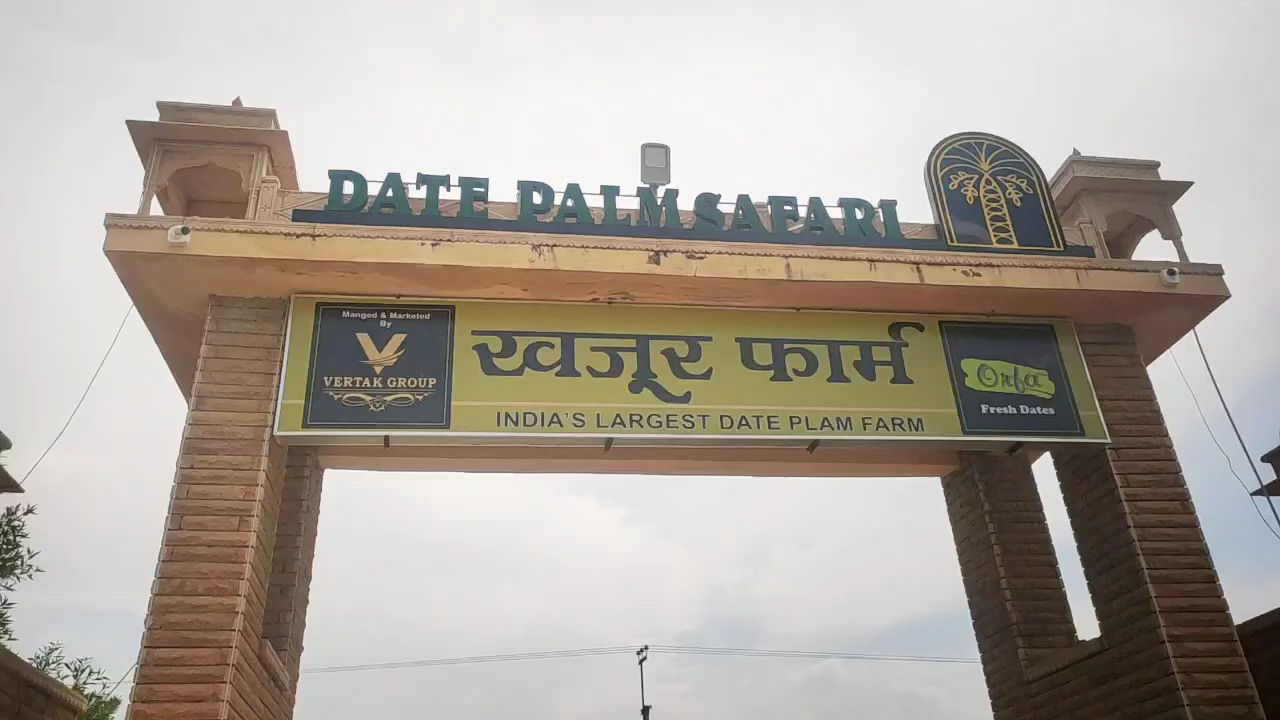 DATE PALM SAFARI
Manged & Marketed
By
VERTAK GROUP
खजूर फार्म
INDIA'S LARGEST DATE PLAM FARM
Orfa
Fresh Dates